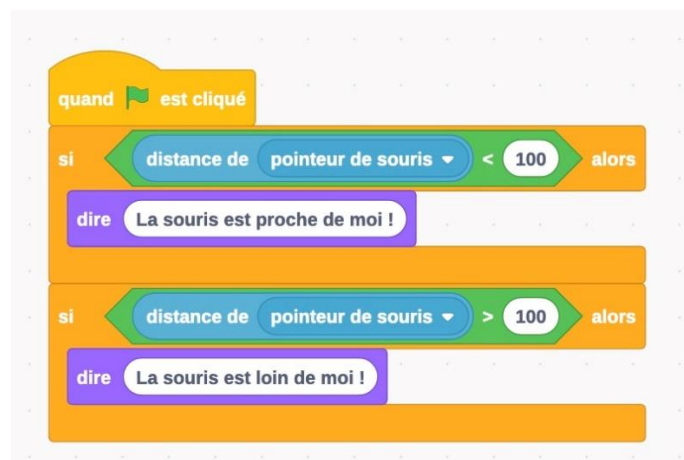 quand est cliqué
si distance de pointeur de souris < 100 alors
dire La souris est proche de moi !
si distance de pointeur de souris > 100 alors
dire La souris est loin de moi !